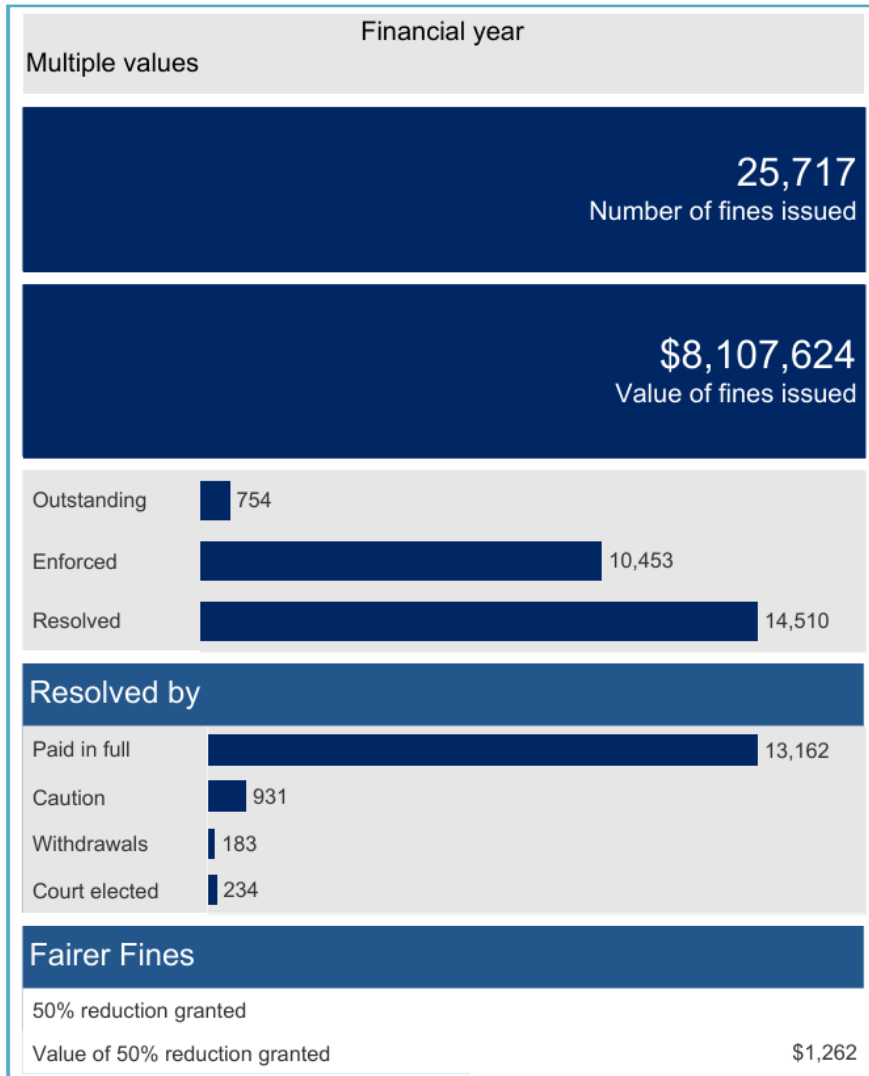 Financial year
Multiple values
25,717
Number of fines issued
$8,107,624
Value of fines issued
Outstanding 754
Enforced 10,453
Resolved 14,510
Resolved by
Paid in full 13,162
Caution 931
Withdrawals 183
Court elected 234
Fairer Fines
50% reduction granted
Value of 50% reduction granted $1,262